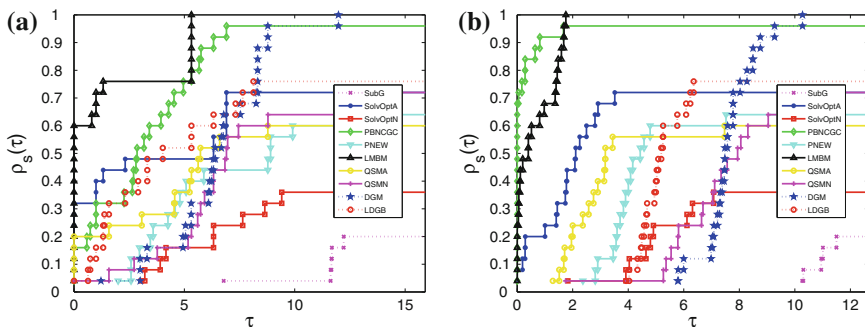 (a)
1
0.9
0.8
0.7
0.6
0.5
0.4
0.3
0.2
0.1
0
ρs(τ)
0 5 10 15
τ
SubG
SolvOptA
SolvOptN
PBNCGC
PNEW
LMBM
QSMA
QSMN
DGM
LDGB
(b)
1
0.9
0.8
0.7
0.6
0.5
0.4
0.3
0.2
0.1
0
ρs(τ)
0 2 4 6 8 10 12
τ
SubG
SolvOptA
SolvOptN
PBNCGC
PNEW
LMBM
QSMA
QSMN
DGM
LDGB